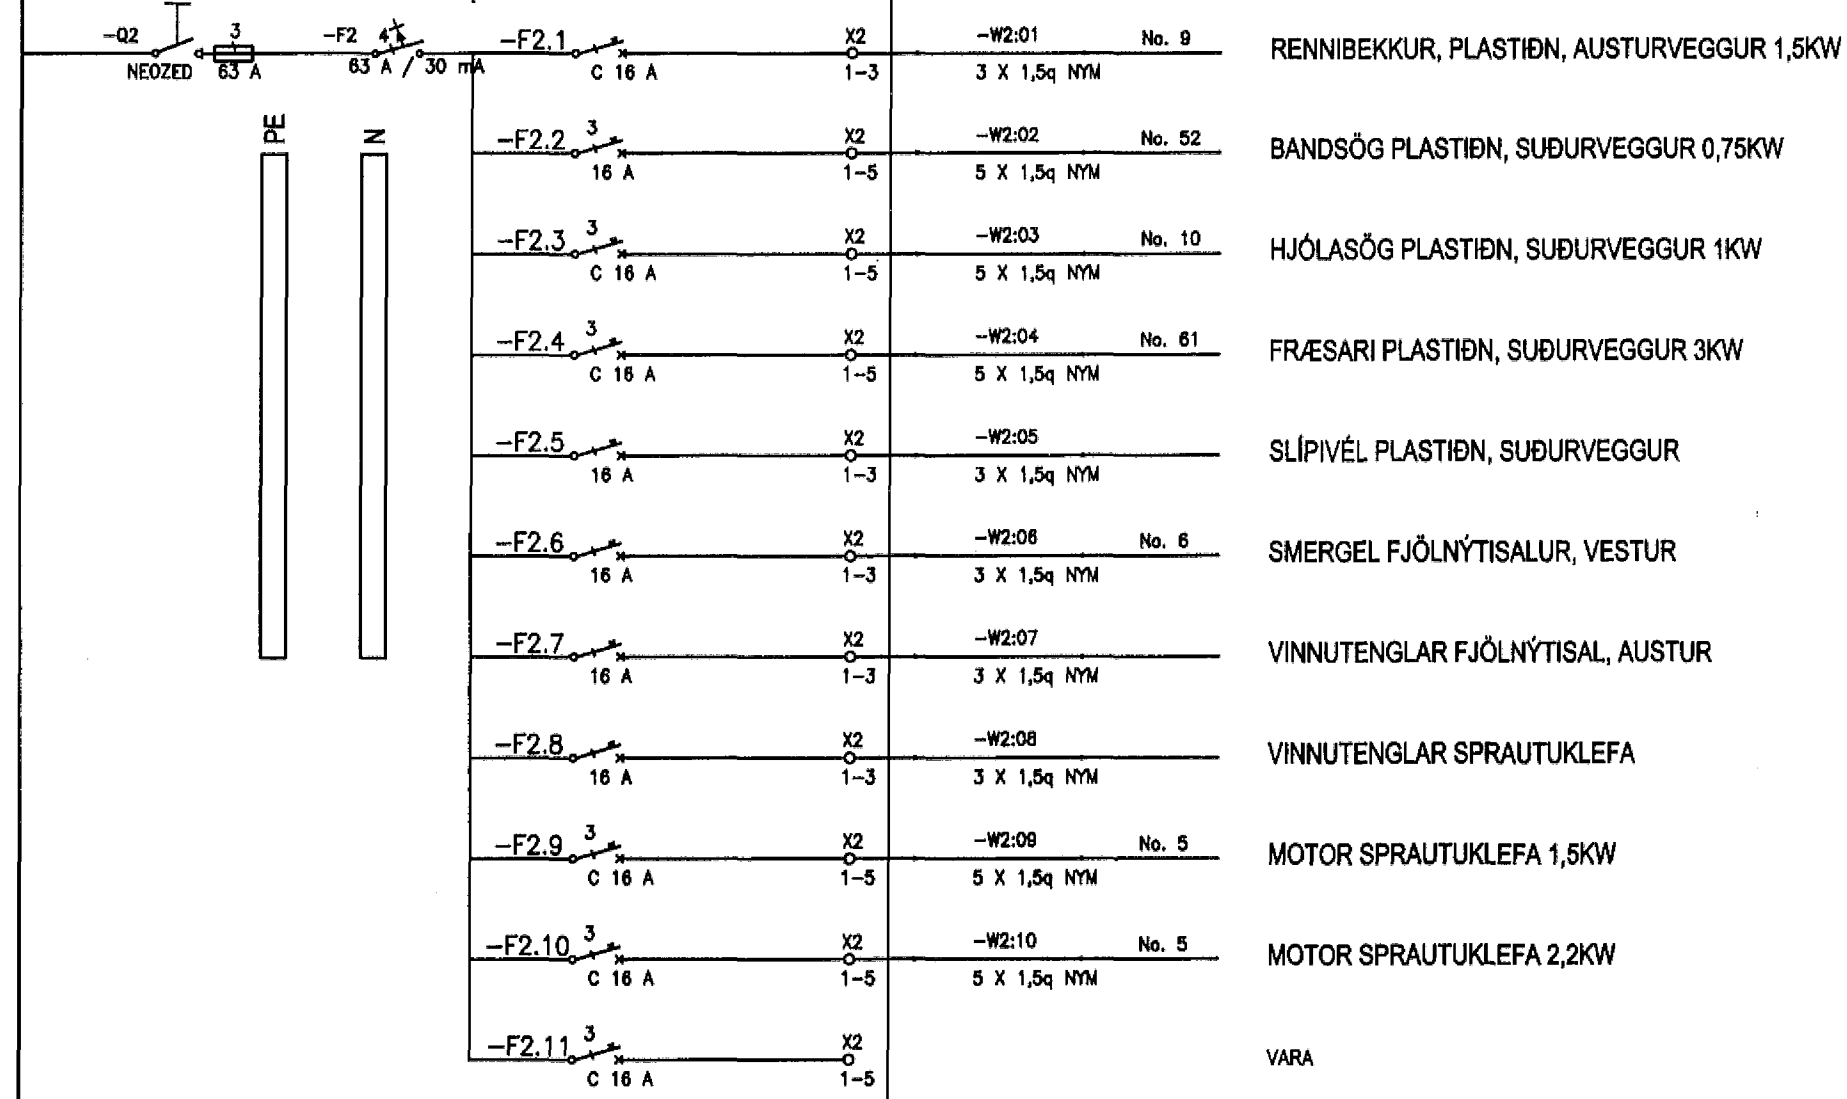 -Q2 3 -F2 4 -F2.1 X2 -W2:01 No. 9 RENNIBEKKUR, PLASTIÐN, AUSTURVEGGUR 1,5KW
NEOZED 63 A 63 A / 30 mA C 16 A 1-3 3 X 1,5q NYM
PE N
-F2.2 3 X2 -W2:02 No. 52 BANDSÖG PLASTIÐN, SUÐURVEGGUR 0,75KW
16 A 1-5 5 X 1,5q NYM
-F2.3 3 X2 -W2:03 No. 10 HJÓLASÖG PLASTIÐN, SUÐURVEGGUR 1KW
C 16 A 1-5 5 X 1,5q NYM
-F2.4 3 X2 -W2:04 No. 61 FRÆSARI PLASTIÐN, SUÐURVEGGUR 3KW
C 16 A 1-5 5 X 1,5q NYM
-F2.5 X2 -W2:05 SLÍPIVÉL PLASTIÐN, SUÐURVEGGUR
16 A 1-3 3 X 1,5q NYM
-F2.6 X2 -W2:06 No. 6 SMERGEL FJÖLNÝTISALUR, VESTUR
16 A 1-3 3 X 1,5q NYM
-F2.7 X2 -W2:07 VINNUTENGLAR FJÖLNÝTISAL, AUSTUR
16 A 1-3 3 X 1,5q NYM
-F2.8 X2 -W2:08 VINNUTENGLAR SPRAUTUKLEFA
16 A 1-3 3 X 1,5q NYM
-F2.9 3 X2 -W2:09 No. 5 MOTOR SPRAUTUKLEFA 1,5KW
C 16 A 1-5 5 X 1,5q NYM
-F2.10 3 X2 -W2:10 No. 5 MOTOR SPRAUTUKLEFA 2,2KW
C 16 A 1-5 5 X 1,5q NYM
-F2.11 3 X2 VARA
C 16 A 1-5